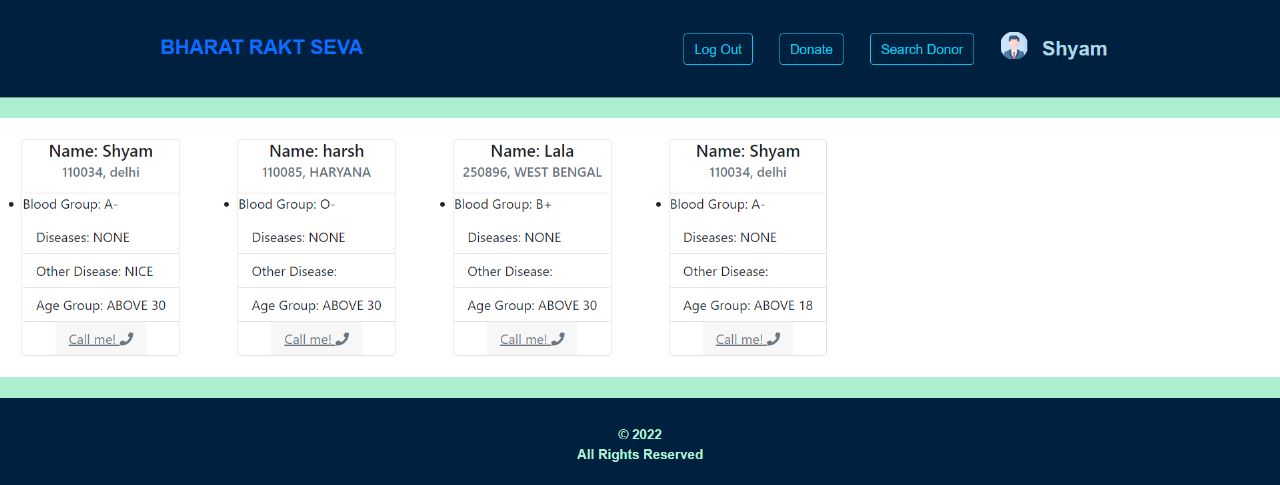 BHARAT RAKT SEVA
Log Out
Donate
Search Donor
Shyam
Name: Shyam
110034, delhi
Blood Group: A-
Diseases: NONE
Other Disease: NICE
Age Group: ABOVE 30
Call me!
Name: harsh
110085, HARYANA
Blood Group: O-
Diseases: NONE
Other Disease:
Age Group: ABOVE 30
Call me!
Name: Lala
250896, WEST BENGAL
Blood Group: B+
Diseases: NONE
Other Disease:
Age Group: ABOVE 30
Call me!
Name: Shyam
110034, delhi
Blood Group: A-
Diseases: NONE
Other Disease:
Age Group: ABOVE 18
Call me!
© 2022
All Rights Reserved